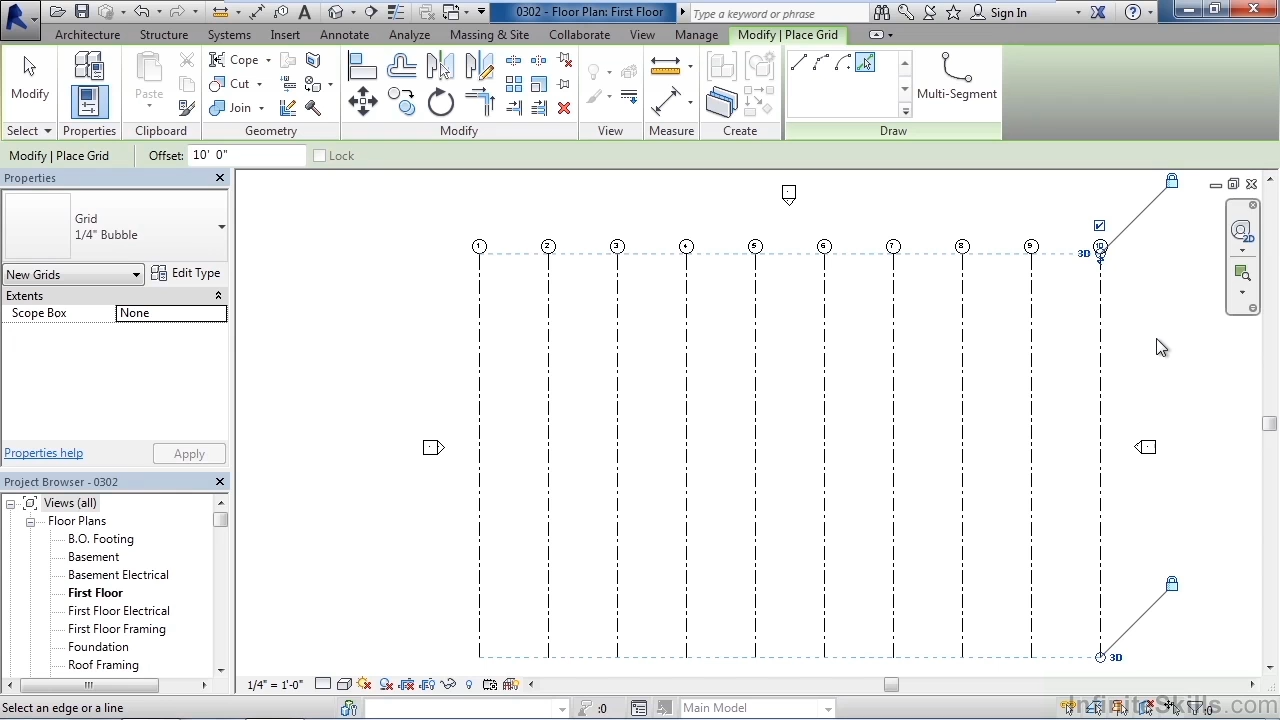 0302 - Floor Plan: First Floor
Type a keyword or phrase
Sign In
Architecture Structure Systems Insert Annotate Analyze Massing & Site Collaborate View Manage Modify | Place Grid
Modify
Paste
Cope
Cut
Join
Multi-Segment
Select Properties Clipboard Geometry Modify View Measure Create Draw
Modify | Place Grid Offset: 10' 0" Lock
Properties
Grid
1/4" Bubble
New Grids Edit Type
Extents
Scope Box None
Properties help Apply
Project Browser - 0302
Views (all)
Floor Plans
B.O. Footing
Basement
Basement Electrical
First Floor
First Floor Electrical
First Floor Framing
Foundation
Roof Framing
2D
1 2 3 4 5 6 7 8 9 10
3D
3D
1/4" = 1'-0"
Select an edge or a line :0 Main Model
InfiniteSkills.com